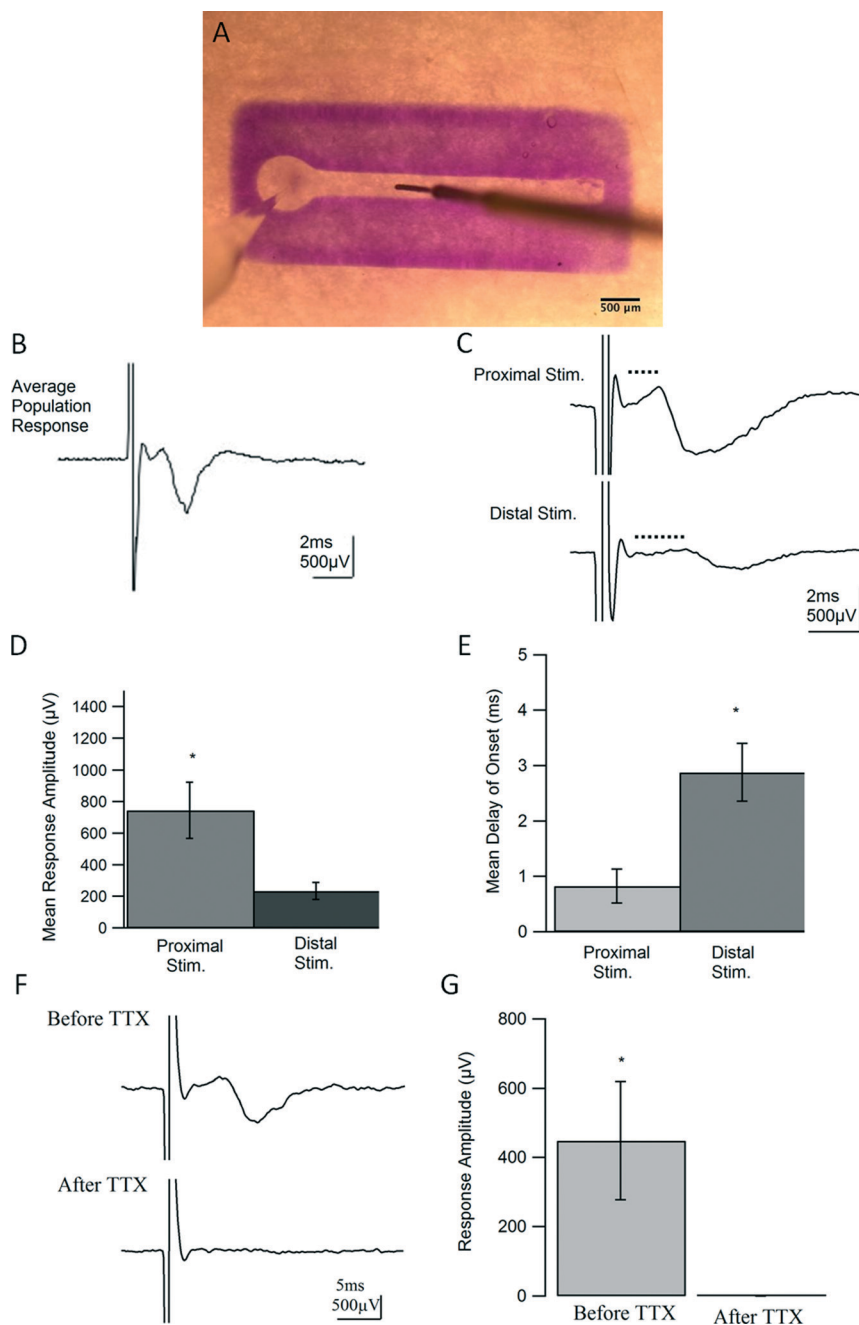 A
500 µm
B
Average
Population
Response
2ms
500µV
C
Proximal Stim.
Distal Stim.
2ms
500µV
D
Mean Response Amplitude (µV)
1400
1200
1000
800
600
400
200
0
*
Proximal
Stim.
Distal
Stim.
E
Mean Delay of Onset (ms)
5
4
3
2
1
0
*
Proximal
Stim.
Distal
Stim.
F
Before TTX
After TTX
5ms
500µV
G
Response Amplitude (µV)
800
600
400
200
0
*
Before TTX
After TTX